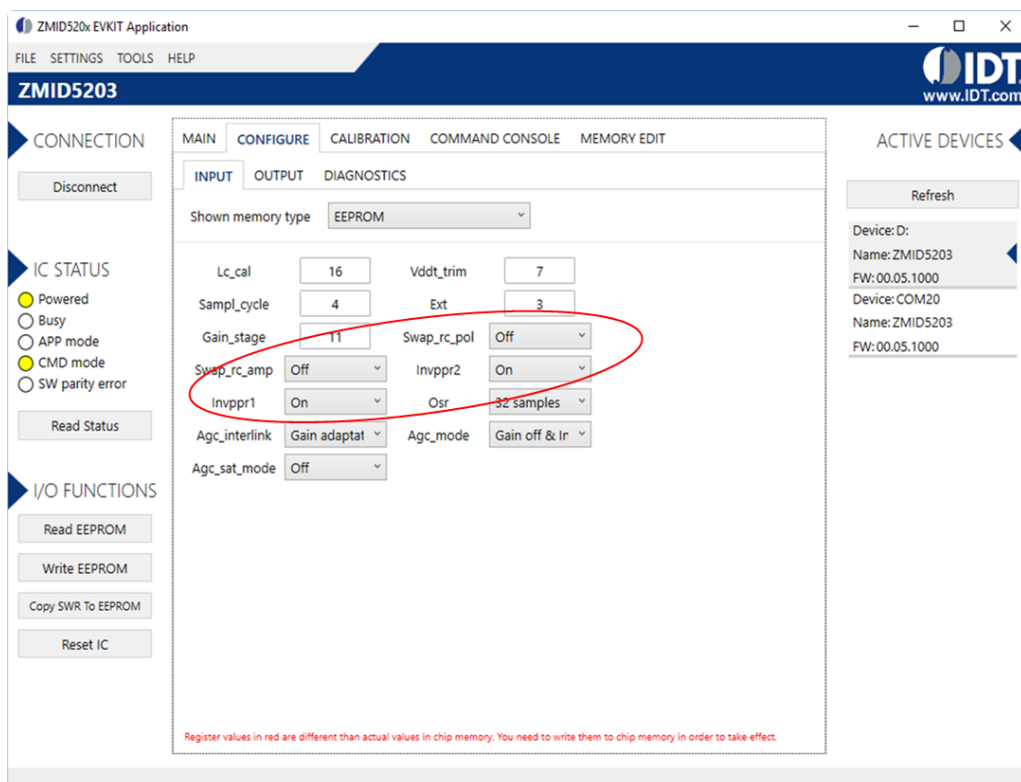 ZMID520x EVKIT Application
FILE SETTINGS TOOLS HELP
IDT.
www.IDT.com
ZMID5203
CONNECTION
Disconnect
IC STATUS
Powered
Busy
APP mode
CMD mode
SW parity error
Read Status
I/O FUNCTIONS
Read EEPROM
Write EEPROM
Copy SWR To EEPROM
Reset IC
MAIN CONFIGURE CALIBRATION COMMAND CONSOLE MEMORY EDIT
INPUT OUTPUT DIAGNOSTICS
Shown memory type EEPROM
Lc_cal 16 Vddt_trim 7
Sampl_cycle 4 Ext 3
Gain_stage 11 Swap_rc_pol Off
Swap_rc_amp Off Invppr2 On
Invppr1 On Osr 32 samples
Agc_interlink Gain adaptat Agc_mode Gain off & In
Agc_sat_mode Off
Register values in red are different than actual values in chip memory. You need to write them to chip memory in order to take effect.
ACTIVE DEVICES
Refresh
Device: D:
Name: ZMID5203
FW: 00.05.1000
Device: COM20
Name: ZMID5203
FW: 00.05.1000